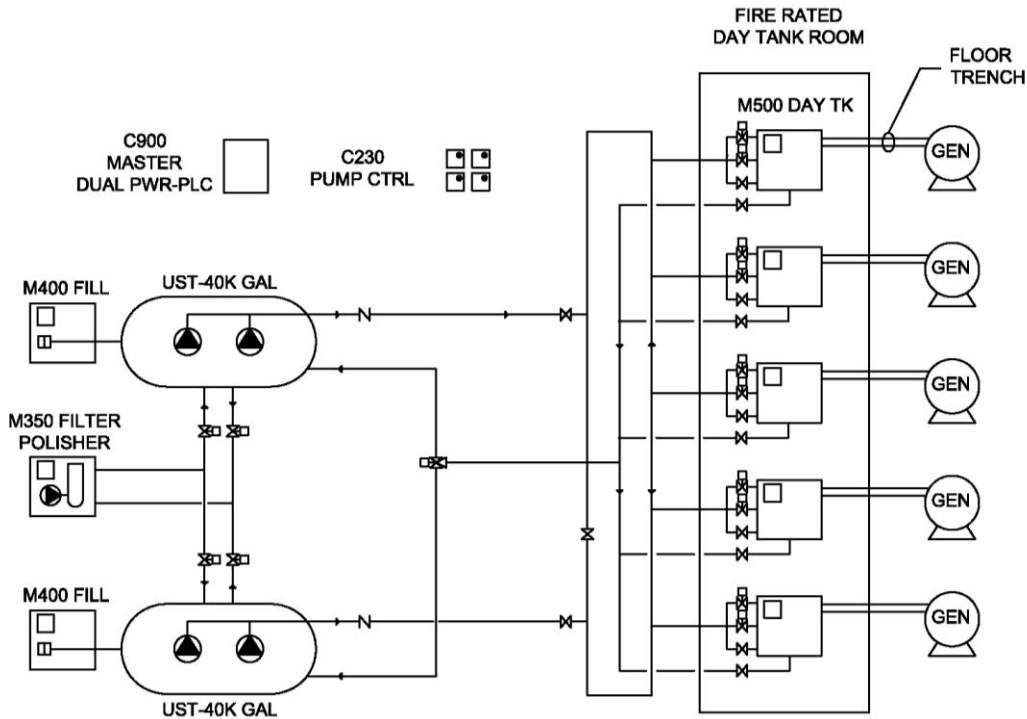 FIRE RATED
DAY TANK ROOM
FLOOR
TRENCH
M500 DAY TK
C900
MASTER
DUAL PWR-PLC
C230
PUMP CTRL
GEN
GEN
M400 FILL
UST-40K GAL
GEN
M350 FILTER
POLISHER
GEN
M400 FILL
GEN
UST-40K GAL